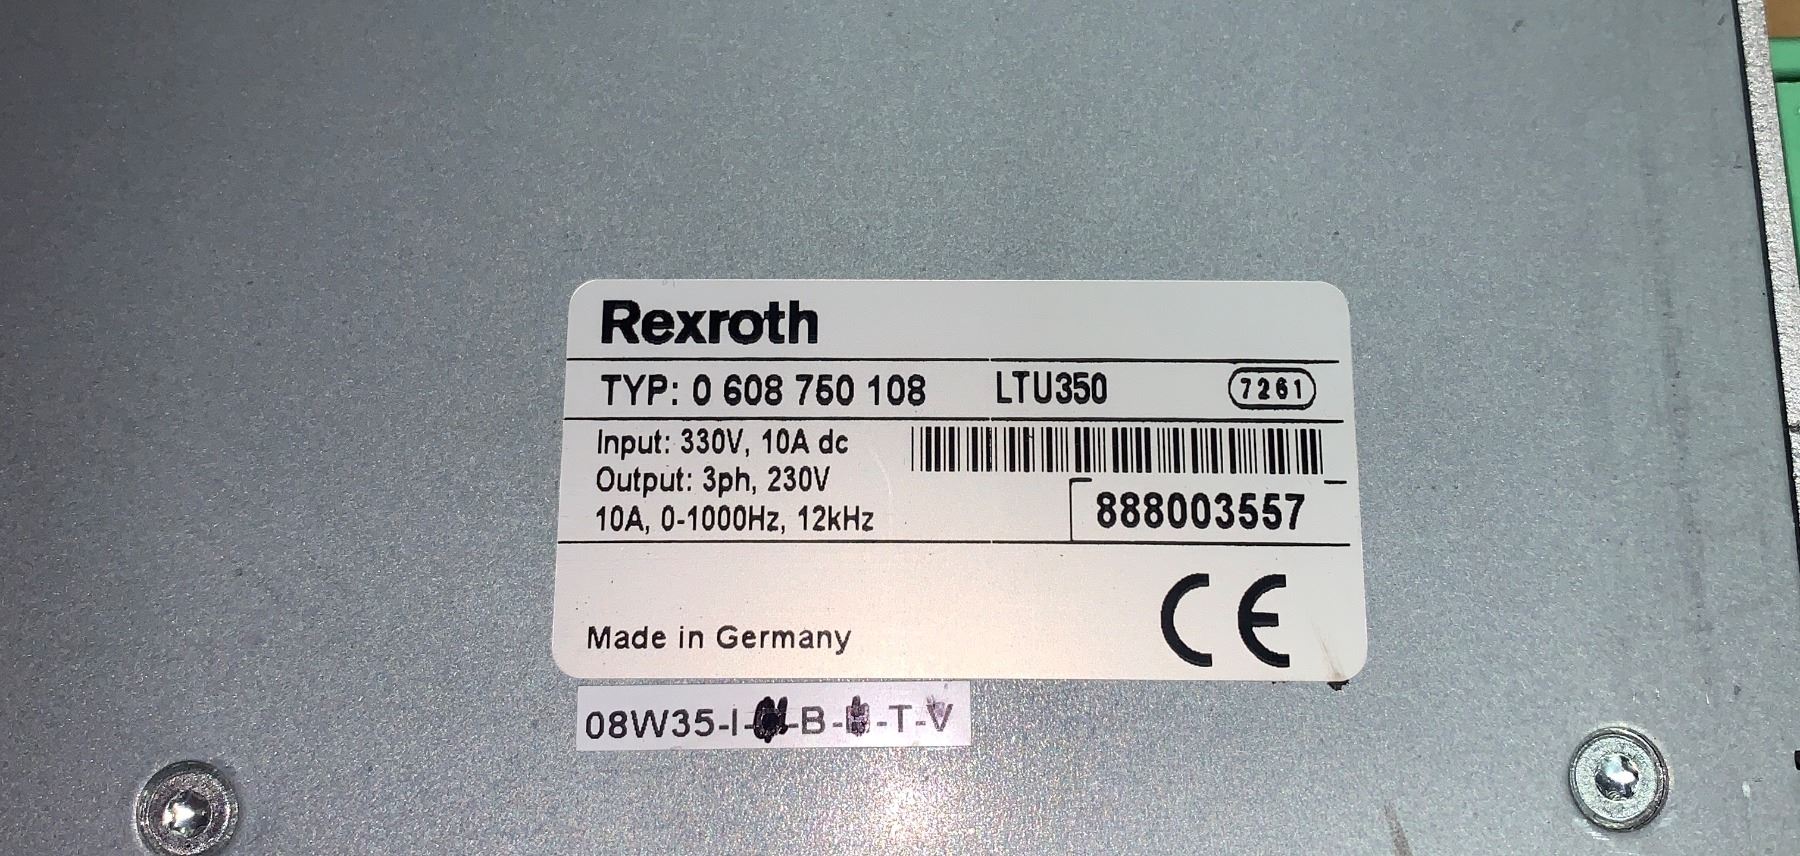 Rexroth
TYP: 0 608 750 108 LTU350 7261
Input: 330V, 10A dc
Output: 3ph, 230V
10A, 0-1000Hz, 12kHz
888003557
Made in Germany
CE
08W35-I- -B- -T-V